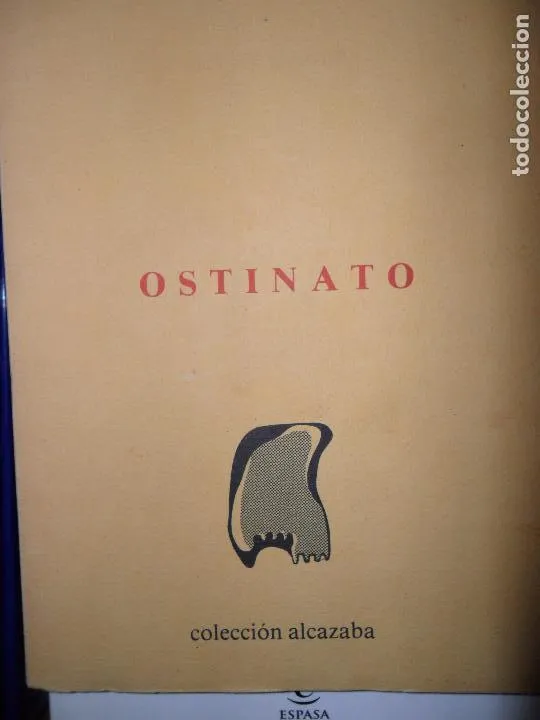 todocoleccion
OSTINATO
colección alcazaba
ESPASA